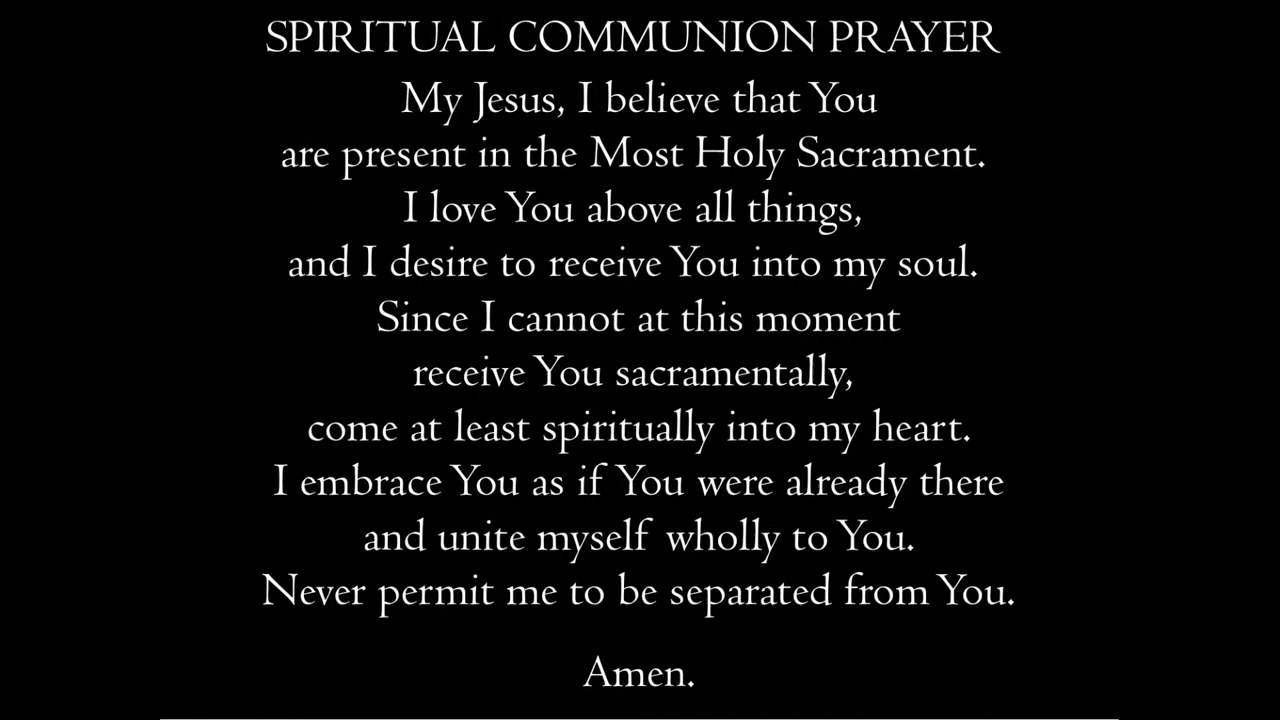 SPIRITUAL COMMUNION PRAYER
My Jesus, I believe that You
are present in the Most Holy Sacrament.
I love You above all things,
and I desire to receive You into my soul.
Since I cannot at this moment
receive You sacramentally,
come at least spiritually into my heart.
I embrace You as if You were already there
and unite myself wholly to You.
Never permit me to be separated from You.
Amen.